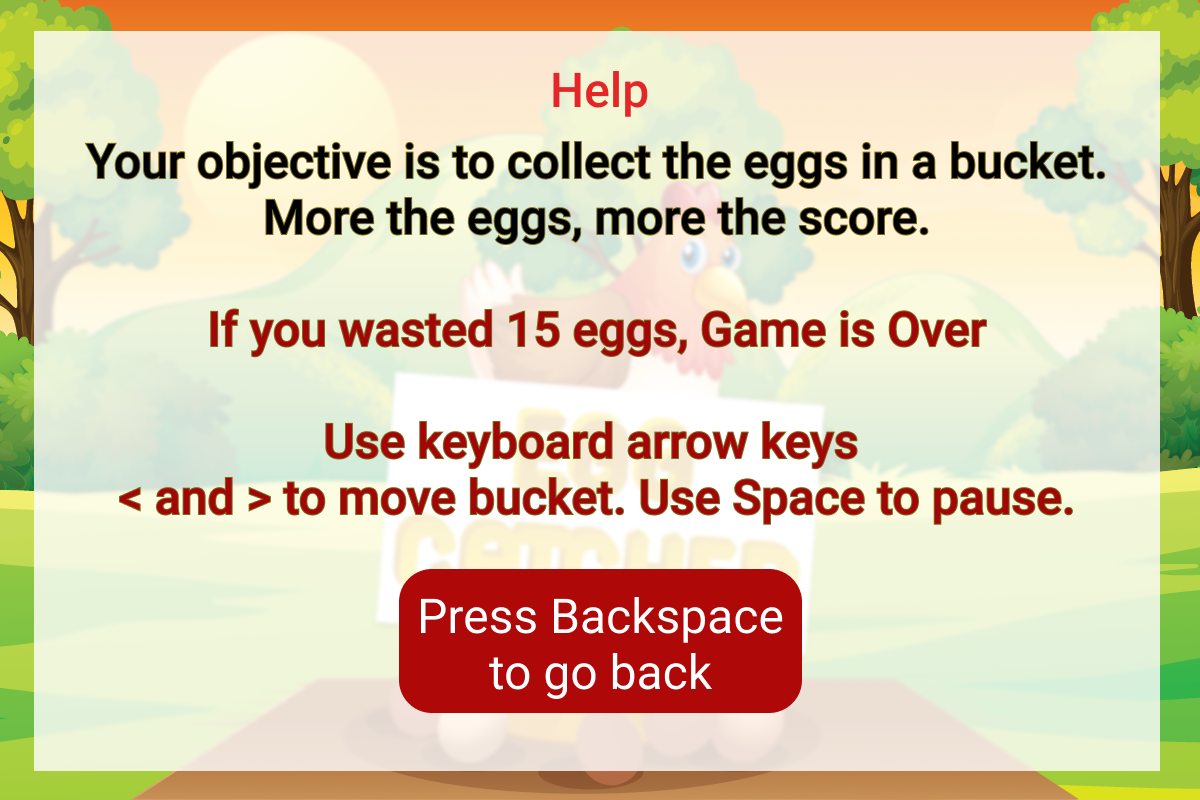 Help
Your objective is to collect the eggs in a bucket.
More the eggs, more the score.
If you wasted 15 eggs, Game is Over
Use keyboard arrow keys
< and > to move bucket. Use Space to pause.
EGG
CATCHER
Press Backspace
to go back